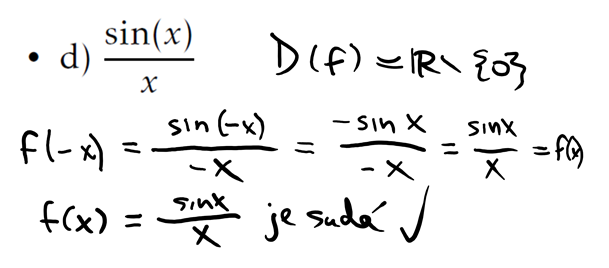 • d) sin(x)/x D(f) = ℝ \ {0}
f(-x) = sin(-x)/-x = -sin x/-x = sinx/x = f(x)
f(x) = sinx/x je sudá ✓